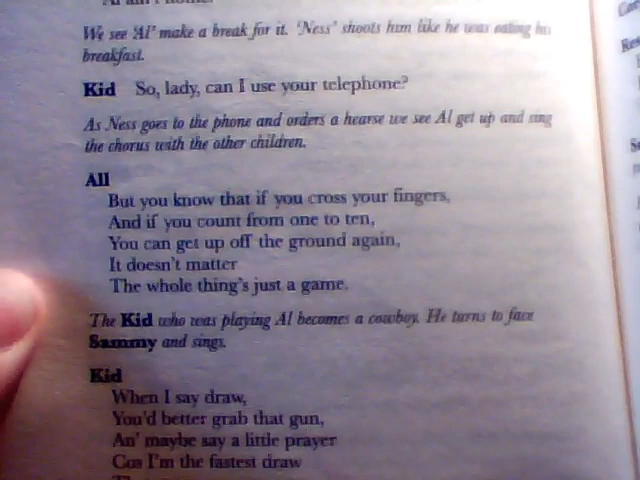 We see 'Al' make a break for it. 'Ness' shoots him like he was eating his
breakfast.
Kid So, lady, can I use your telephone?
As Ness goes to the phone and orders a hearse we see Al get up and sing
the chorus with the other children.
All
But you know that if you cross your fingers,
And if you count from one to ten,
You can get up off the ground again,
It doesn't matter
The whole thing's just a game.
The Kid who was playing Al becomes a cowboy. He turns to face
Sammy and sings.
Kid
When I say draw,
You'd better grab that gun,
An' maybe say a little prayer
Cos I'm the fastest draw